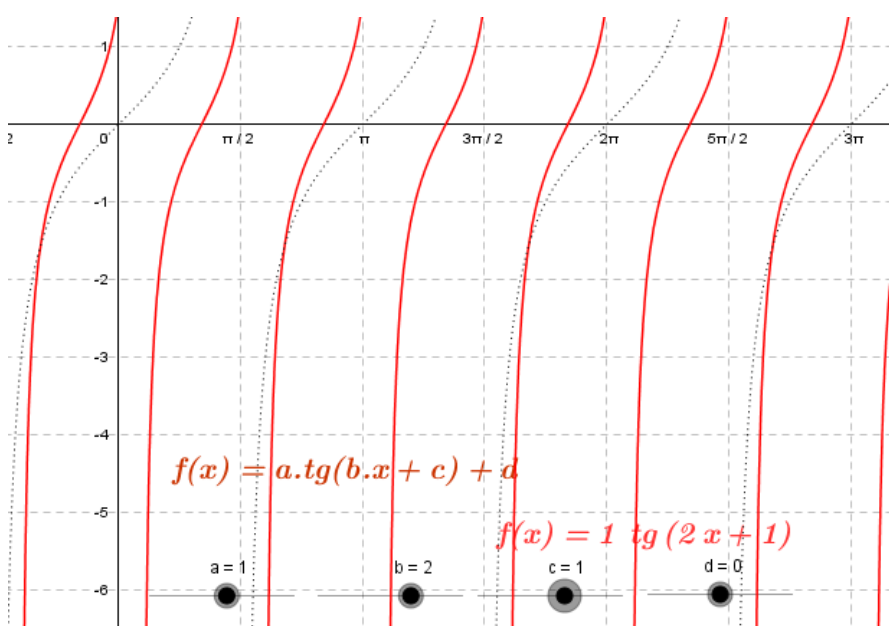 1
2 0 π / 2 π 3π / 2 2π 5π / 2 3π
-1
-2
-3
-4
f(x) = a.tg(b.x + c) + d
-5
f(x) = 1 tg (2 x + 1)
a = 1 b = 2 c = 1 d = 0
-6